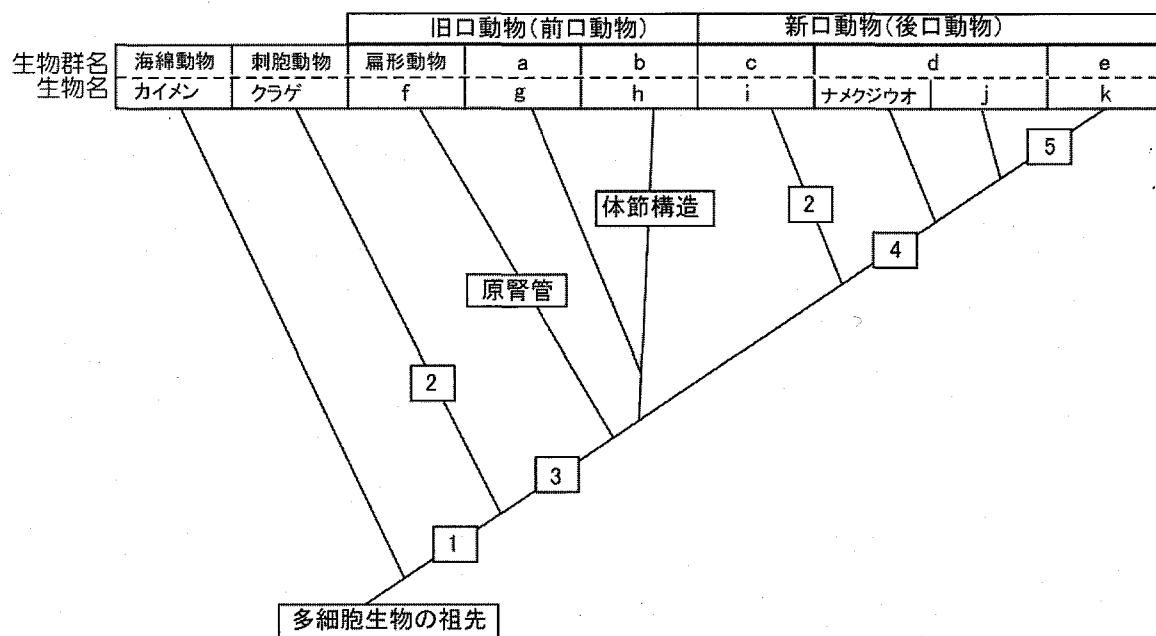 旧口動物(前口動物) 新口動物(後口動物)
生物群名 海綿動物 刺胞動物 扁形動物 a b c d e
生物名 カイメン クラゲ f g h i ナメクジウオ j k
5
体節構造 2
4
原腎管
2
3
1
多細胞生物の祖先